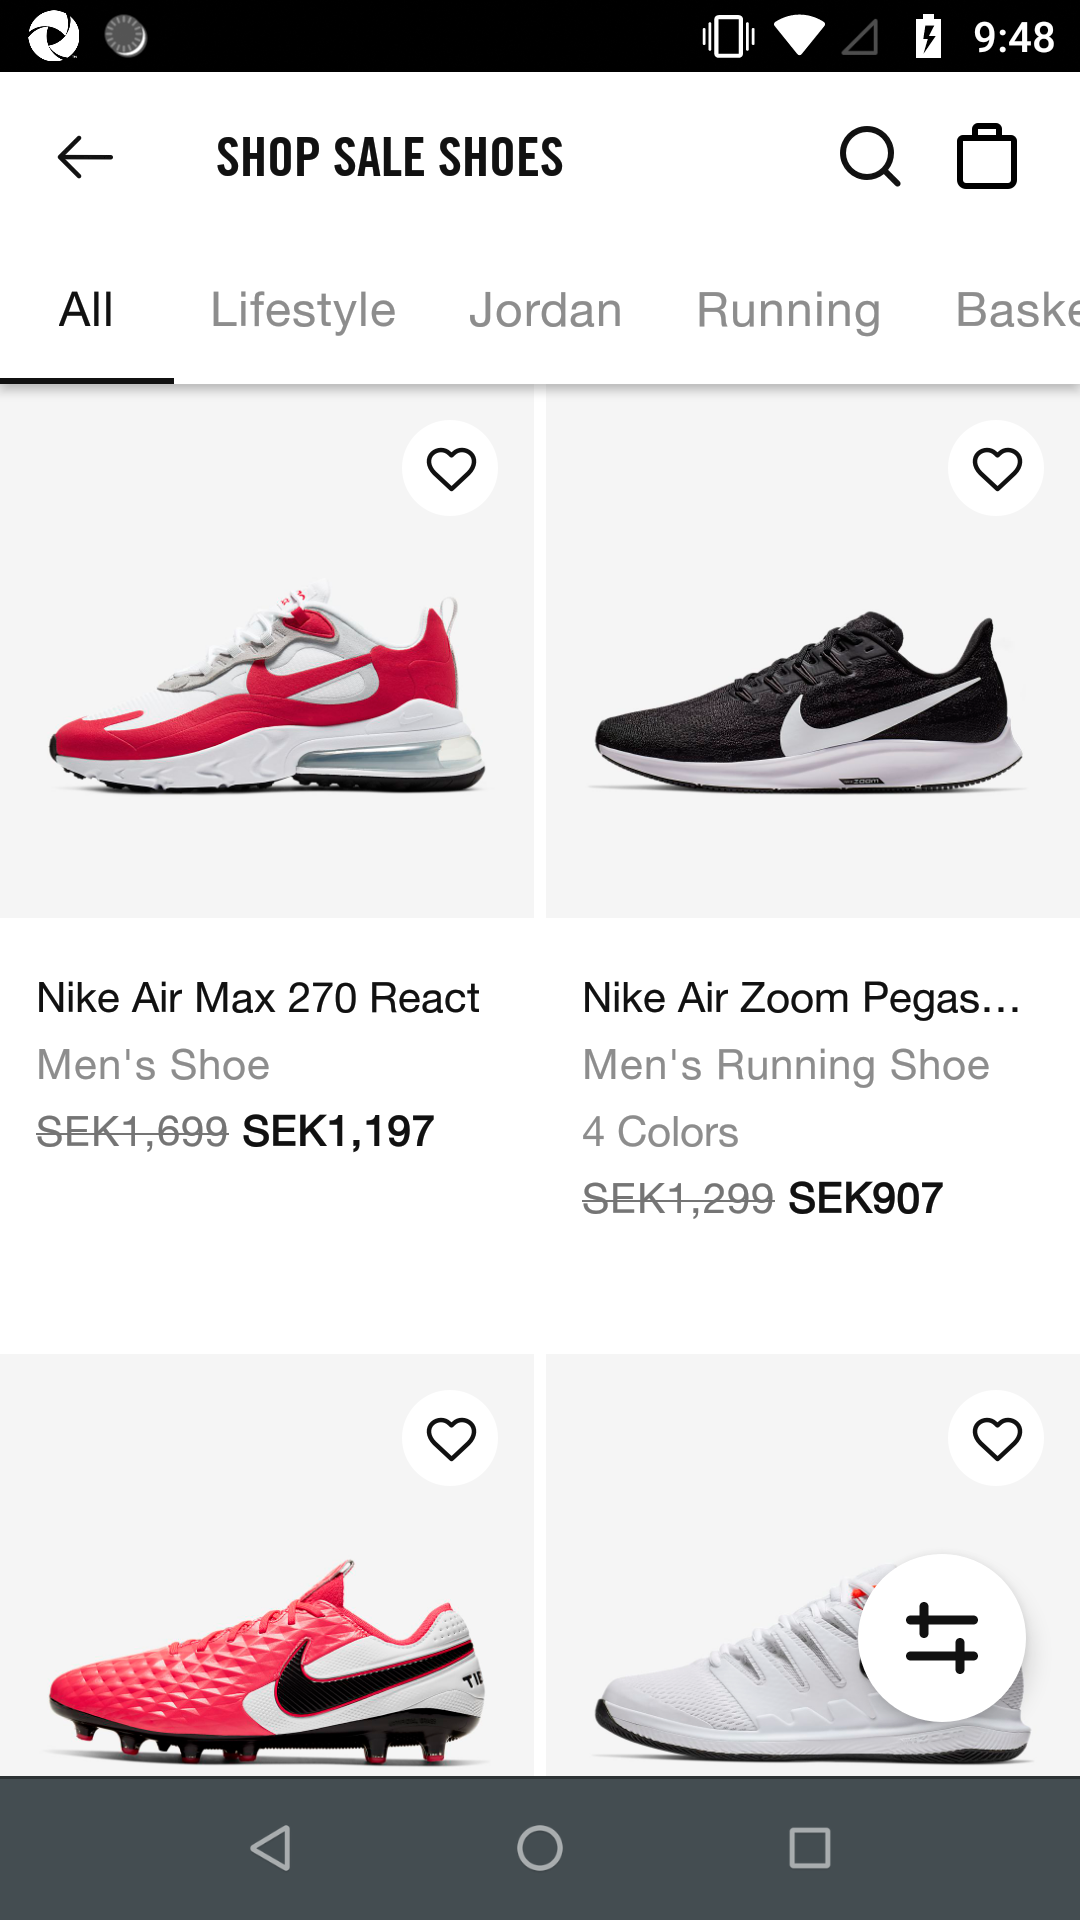 9:48
SHOP SALE SHOES
All Lifestyle Jordan Running Baske
Nike Air Max 270 React
Men's Shoe
SEK1,699 SEK1,197
Nike Air Zoom Pegas...
Men's Running Shoe
4 Colors
SEK1,299 SEK907